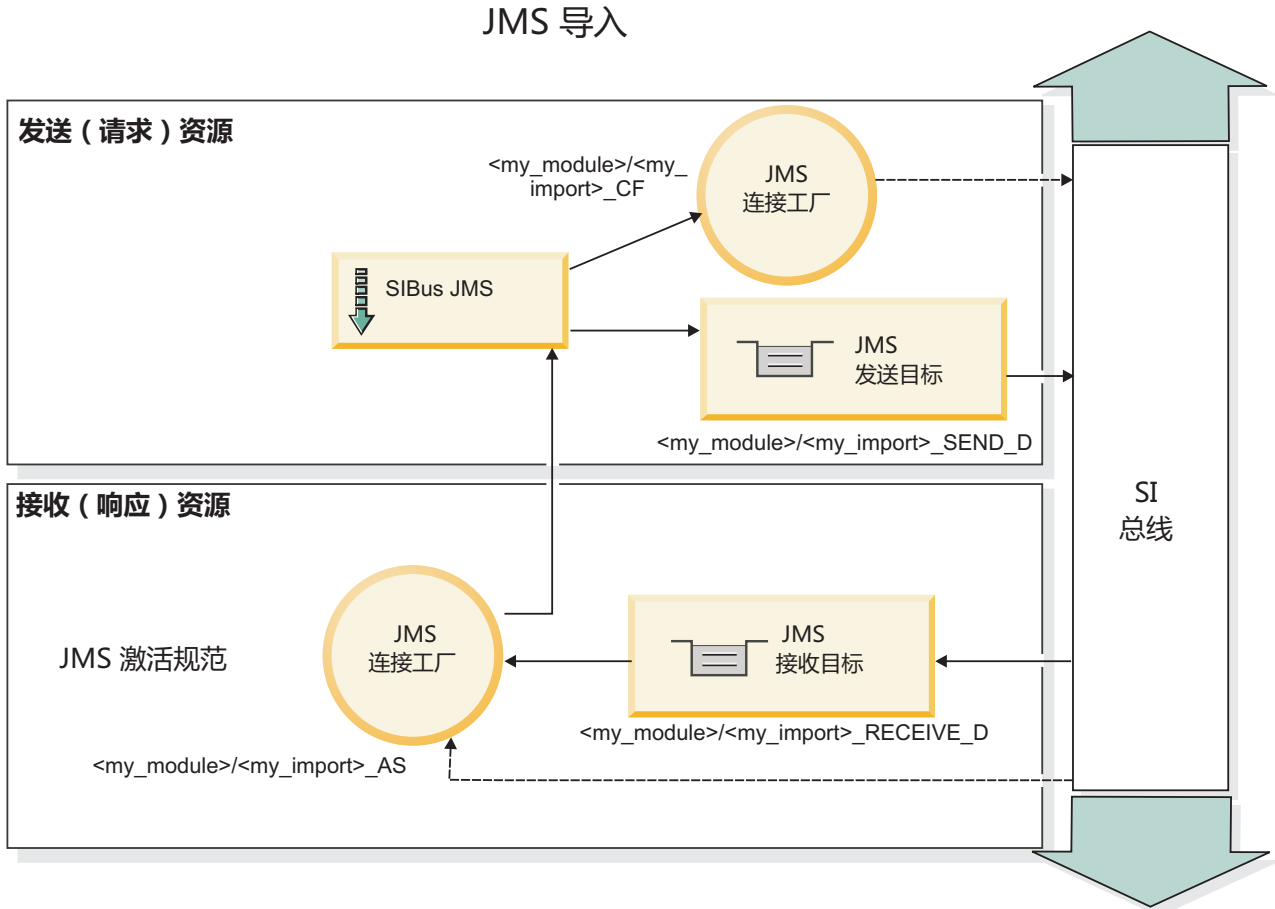 JMS 导入
发送（请求）资源
<my_module>/<my_
import>_CF
JMS
连接工厂
SIBus JMS
JMS
发送目标
<my_module>/<my_import>_SEND_D
SI
总线
接收（响应）资源
JMS 激活规范
JMS
连接工厂
JMS
接收目标
<my_module>/<my_import>_RECEIVE_D
<my_module>/<my_import>_AS